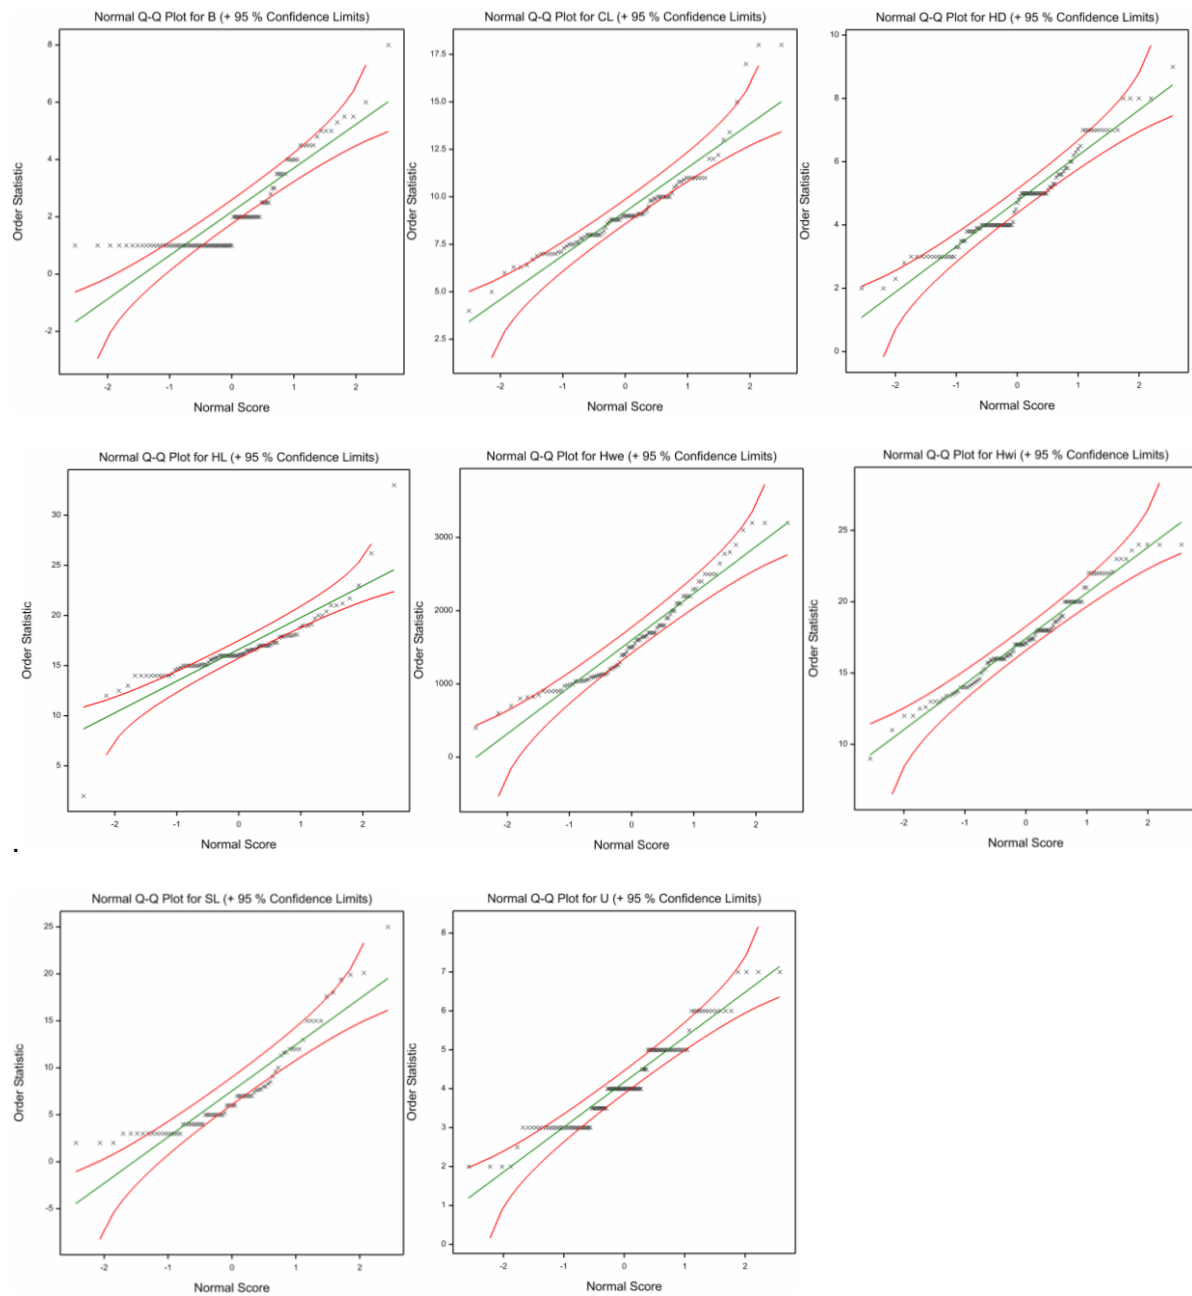 Normal Q-Q Plot for B (+ 95 % Confidence Limits)
8
6
4
2
0
-2
Order Statistic
-2 -1 0 1 2
Normal Score
Normal Q-Q Plot for CL (+ 95 % Confidence Limits)
17.5
15.0
12.5
10.0
7.5
5.0
2.5
Order Statistic
-2 -1 0 1 2
Normal Score
Normal Q-Q Plot for HD (+ 95 % Confidence Limits)
10
8
6
4
2
0
Order Statistic
-2 -1 0 1 2
Normal Score
Normal Q-Q Plot for HL (+ 95 % Confidence Limits)
30
25
20
15
10
5
Order Statistic
-2 -1 0 1 2
Normal Score
Normal Q-Q Plot for Hwe (+ 95 % Confidence Limits)
3000
2000
1000
0
Order Statistic
-2 -1 0 1 2
Normal Score
Normal Q-Q Plot for Hwi (+ 95 % Confidence Limits)
25
20
15
10
Order Statistic
-2 -1 0 1 2
Normal Score
.
Normal Q-Q Plot for SL (+ 95 % Confidence Limits)
25
20
15
10
5
0
-5
Order Statistic
-2 -1 0 1 2
Normal Score
Normal Q-Q Plot for U (+ 95 % Confidence Limits)
8
7
6
5
4
3
2
1
0
Order Statistic
-2 -1 0 1 2
Normal Score